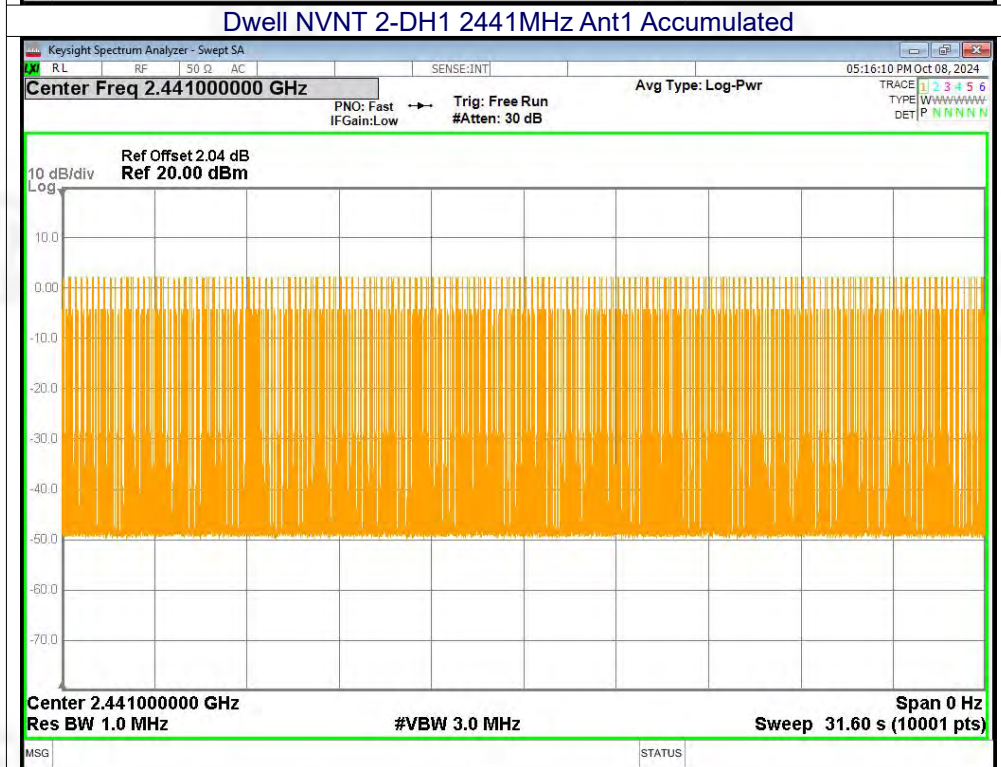 Dwell NVNT 2-DH1 2441MHz Ant1 Accumulated
Keysight Spectrum Analyzer - Swept SA
LXI RL RF 50 Ω AC SENSE:INT 05:16:10 PM Oct 08, 2024
Center Freq 2.441000000 GHz Avg Type: Log-Pwr TRACE 1 2 3 4 5 6
PNO: Fast Trig: Free Run TYPE WWWWWWW
IFGain:Low #Atten: 30 dB DET P N N N N N
Ref Offset 2.04 dB
10 dB/div Ref 20.00 dBm
Log
10.0
0.00
-10.0
-20.0
-30.0
-40.0
-50.0
-60.0
-70.0
Center 2.441000000 GHz Span 0 Hz
Res BW 1.0 MHz #VBW 3.0 MHz Sweep 31.60 s (10001 pts)
MSG STATUS